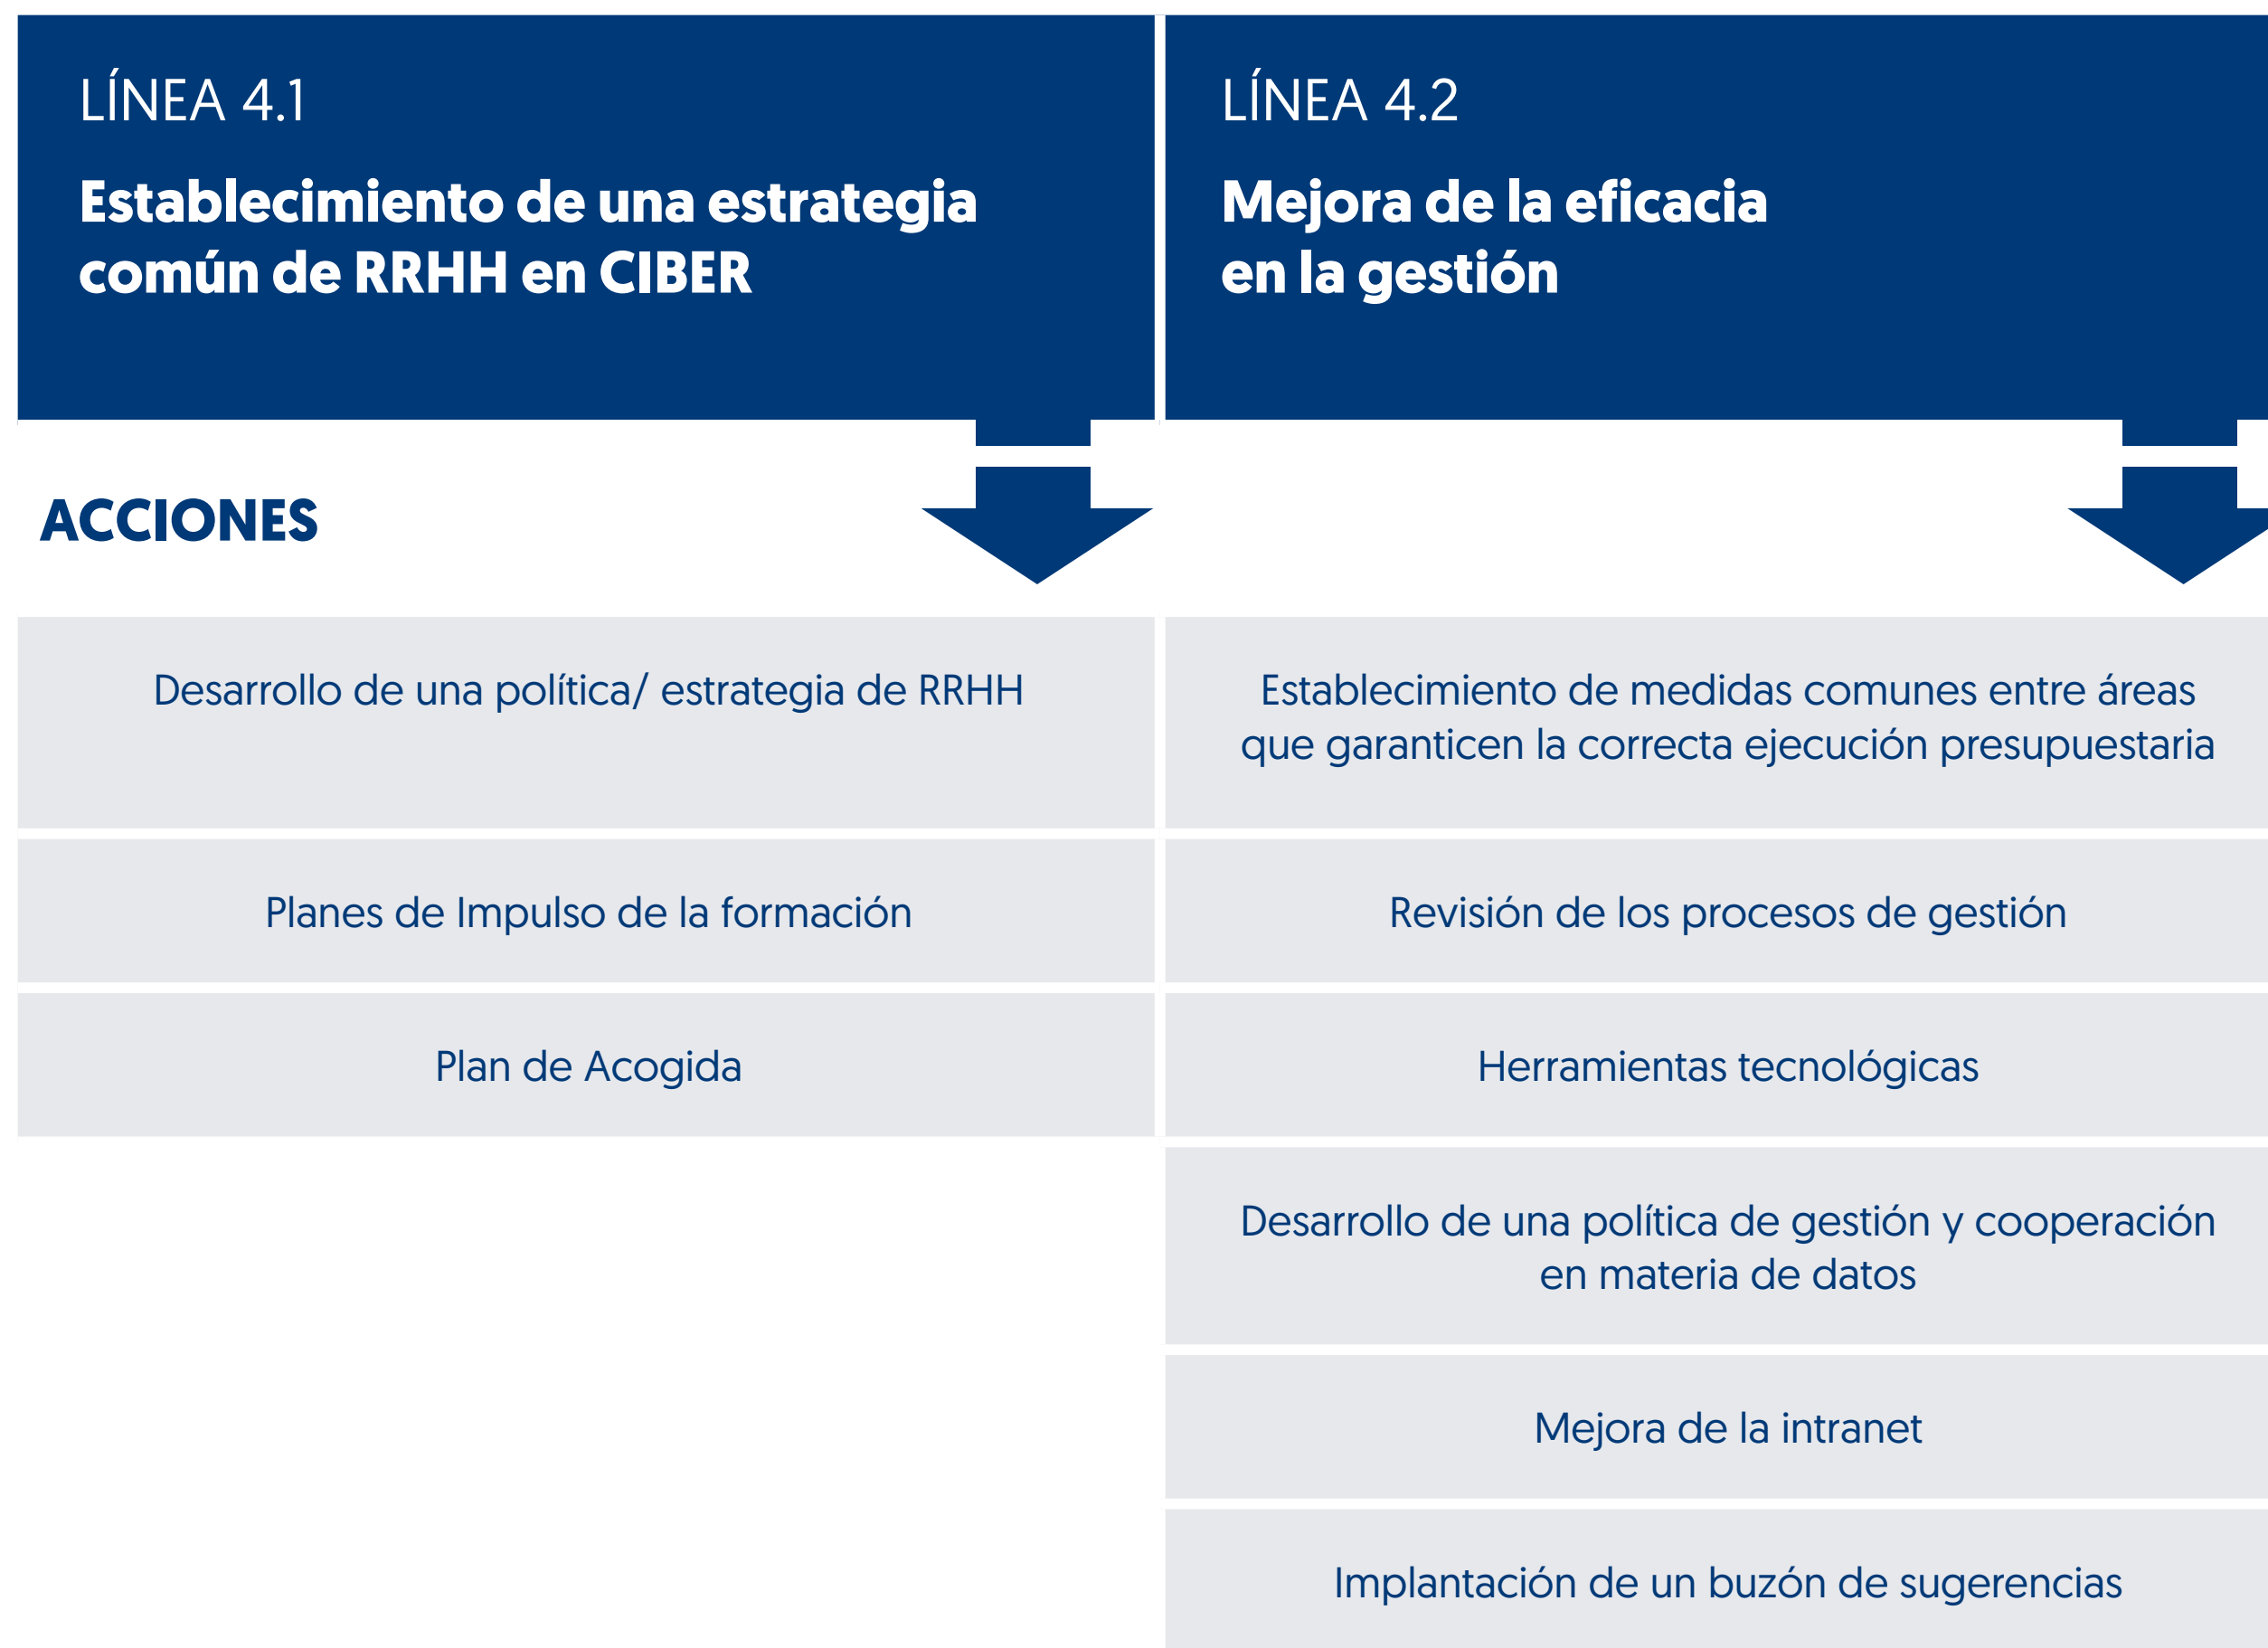 LÍNEA 4.1
Establecimiento de una estrategia
común de RRHH en CIBER
LÍNEA 4.2
Mejora de la eficacia
en la gestión
ACCIONES
Desarrollo de una política/ estrategia de RRHH
Planes de Impulso de la formación
Plan de Acogida
Establecimiento de medidas comunes entre áreas
que garanticen la correcta ejecución presupuestaria
Revisión de los procesos de gestión
Herramientas tecnológicas
Desarrollo de una política de gestión y cooperación
en materia de datos
Mejora de la intranet
Implantación de un buzón de sugerencias